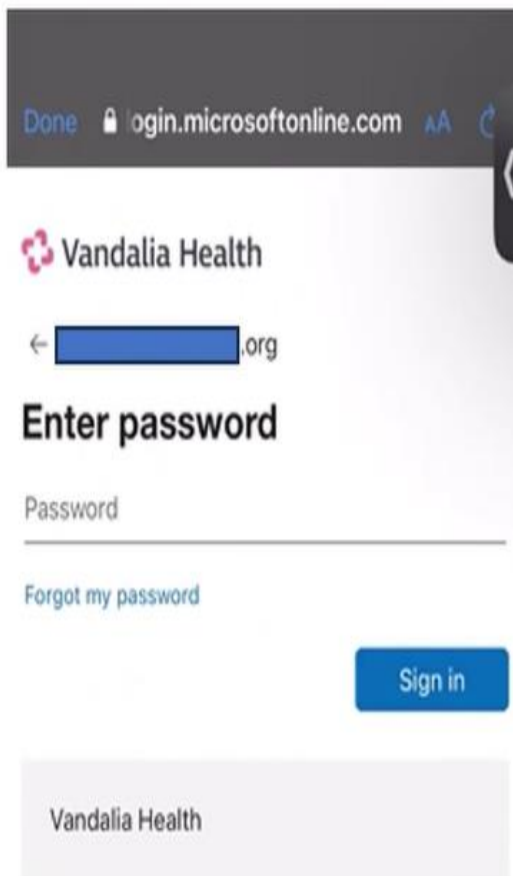 Done ogin.microsoftonline.com AA
Vandalia Health
.org
Enter password
Password
Forgot my password
Sign in
Vandalia Health